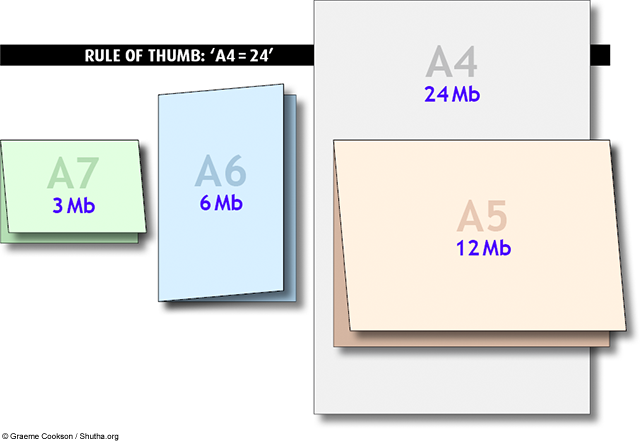 RULE OF THUMB: ‘A4 = 24’
A4
24 Mb
A7
3 Mb
A6
6 Mb
A5
12 Mb
© Graeme Cookson / Shutha.org